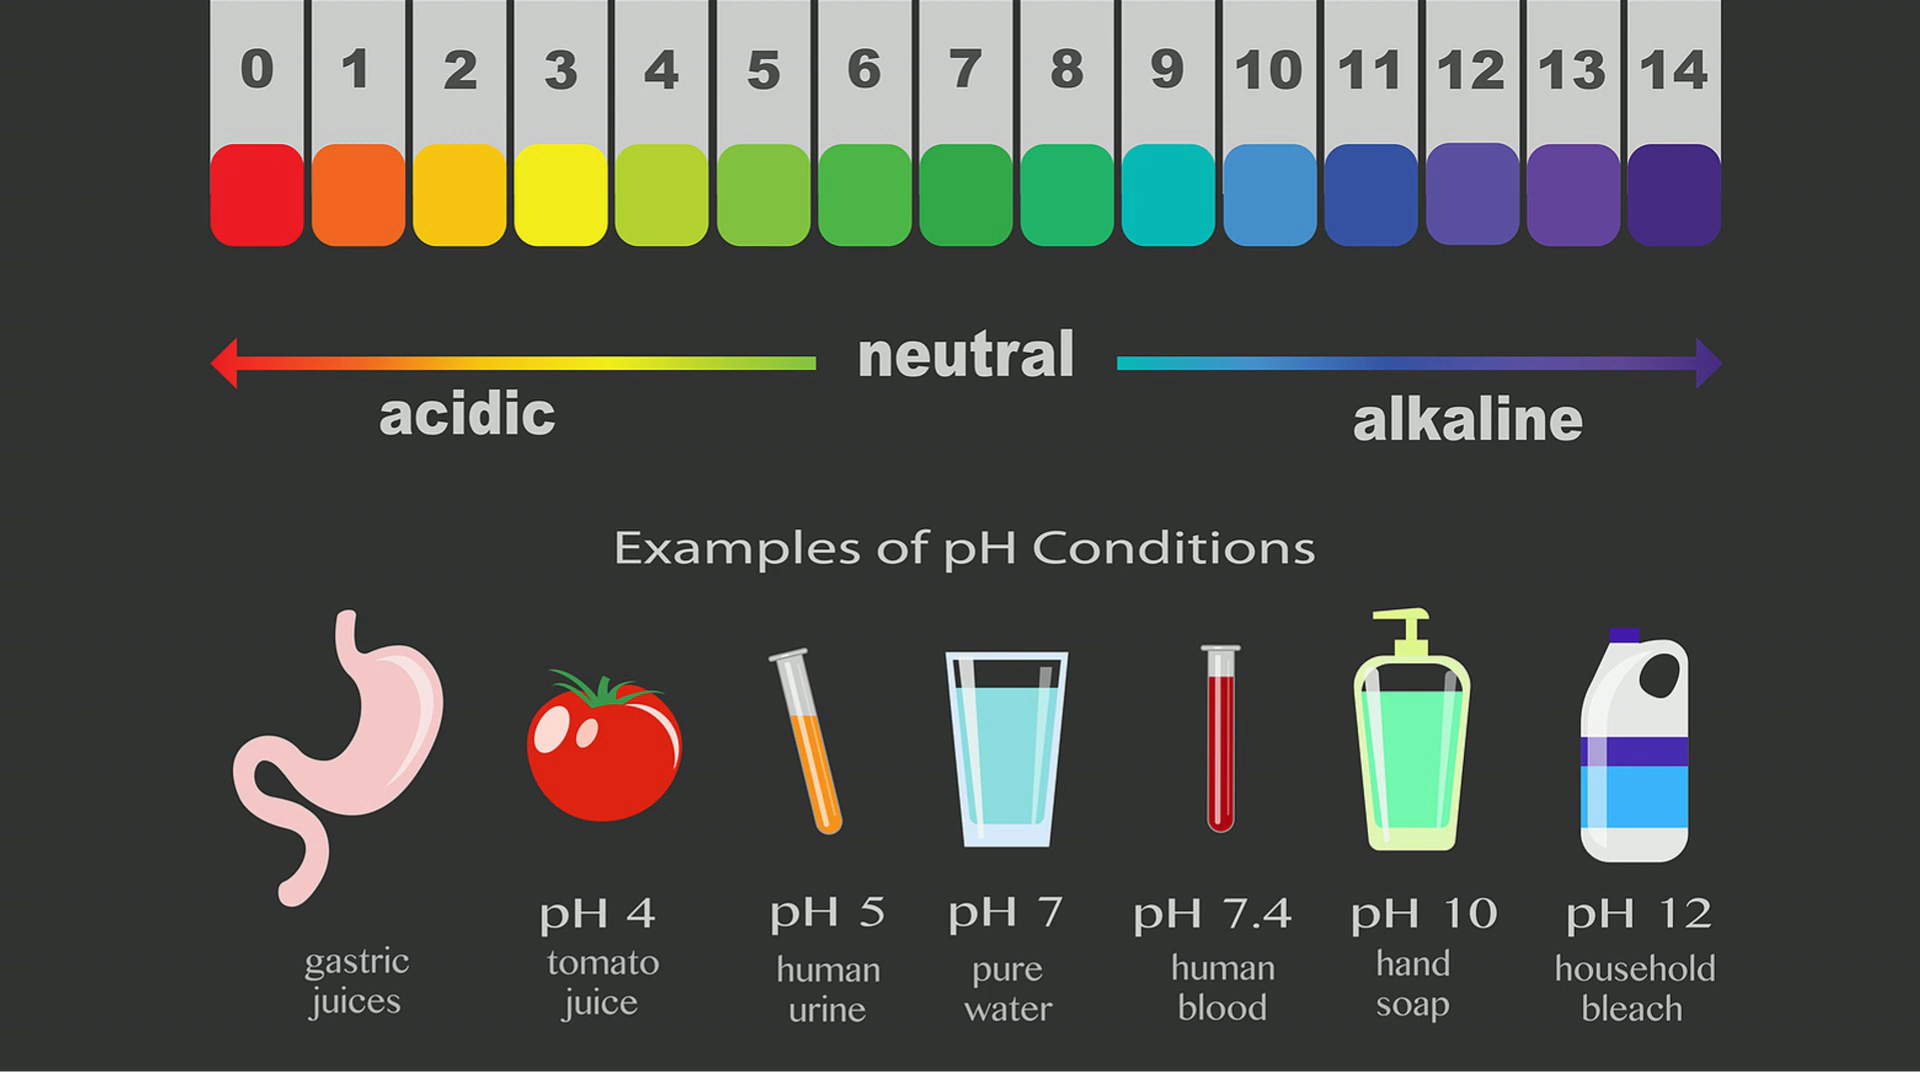 0 1 2 3 4 5 6 7 8 9 10 11 12 13 14
neutral
acidic
alkaline
Examples of pH Conditions
gastric
juices
pH 4
tomato
juice
pH 5
human
urine
pH 7
pure
water
pH 7.4
human
blood
pH 10
hand
soap
pH 12
household
bleach